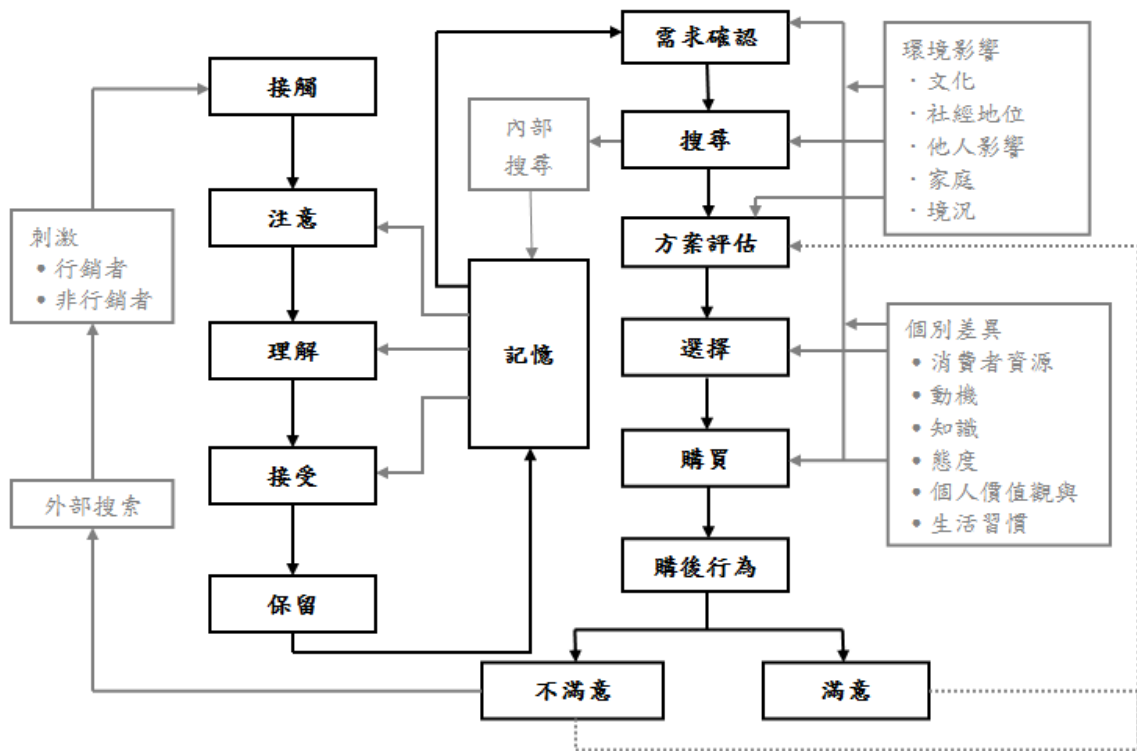 刺激
• 行銷者
• 非行銷者
外部搜索
接觸
注意
理解
接受
保留
內部
搜尋
記憶
需求確認
搜尋
方案評估
選擇
購買
購後行為
不滿意
滿意
環境影響
· 文化
· 社經地位
· 他人影響
· 家庭
· 境況
個別差異
• 消費者資源
• 動機
• 知識
• 態度
• 個人價值觀與
• 生活習慣